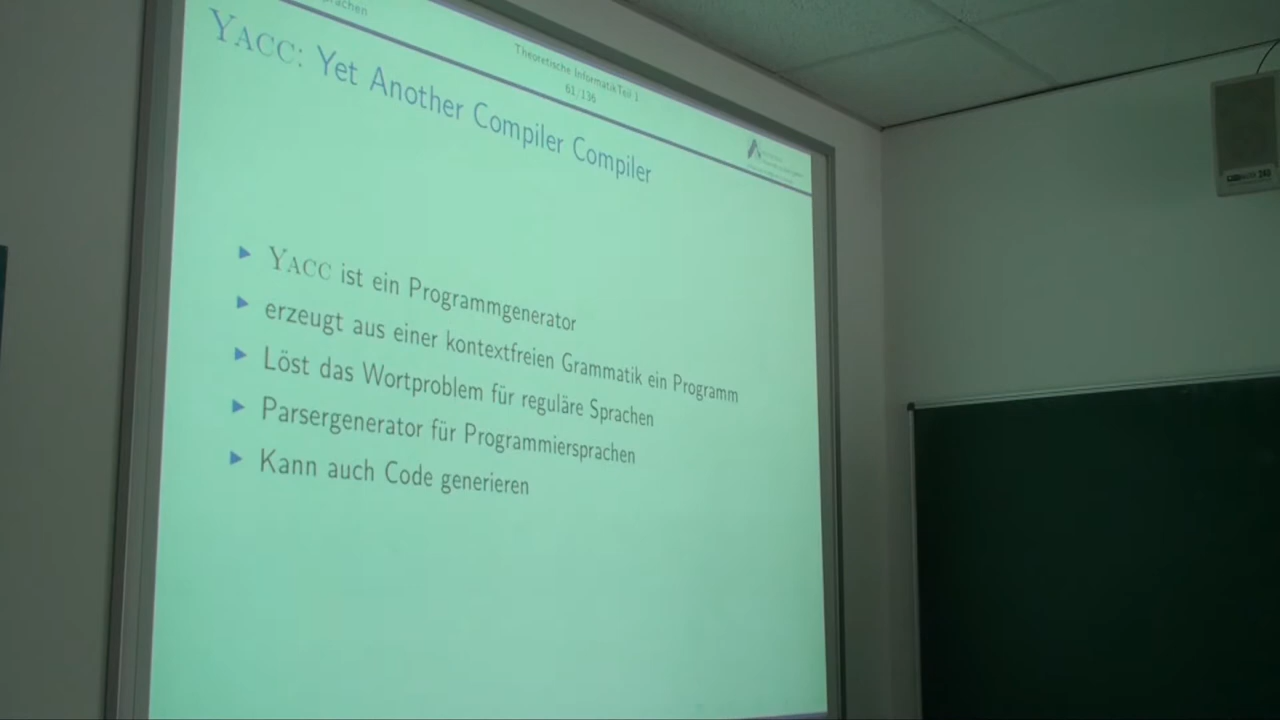 Theoretische Informatik Teil 1
61/136
YACC: Yet Another Compiler Compiler
YACC ist ein Programmgenerator
erzeugt aus einer kontextfreien Grammatik ein Programm
Löst das Wortproblem für reguläre Sprachen
Parsergenerator für Programmiersprachen
Kann auch Code generieren